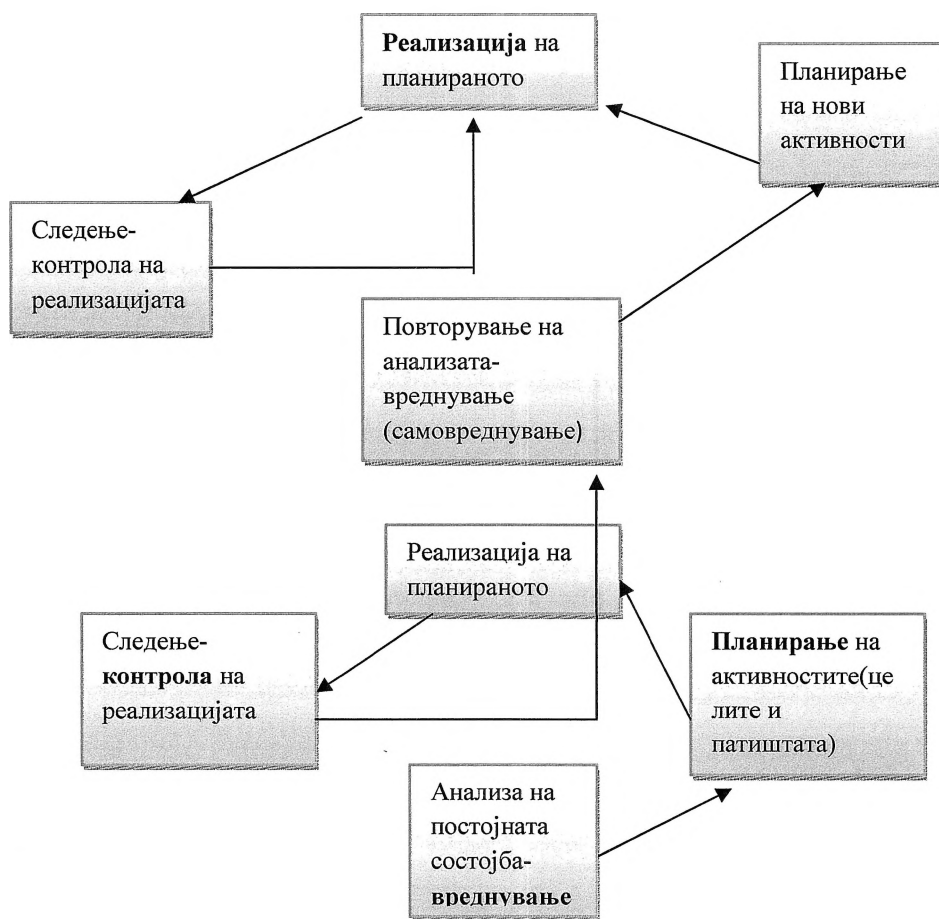 Реализација на
планираното
Планирање
на нови
активности
Следење-
контрола на
реализацијата
Повторување на
анализата-
вреднување
(самовреднување)
Реализација на
планираното
Следење-
контрола на
реализацијата
Планирање на
активностите(це
лите и
патиштата)
Анализа на
постојната
состојба-
вреднување